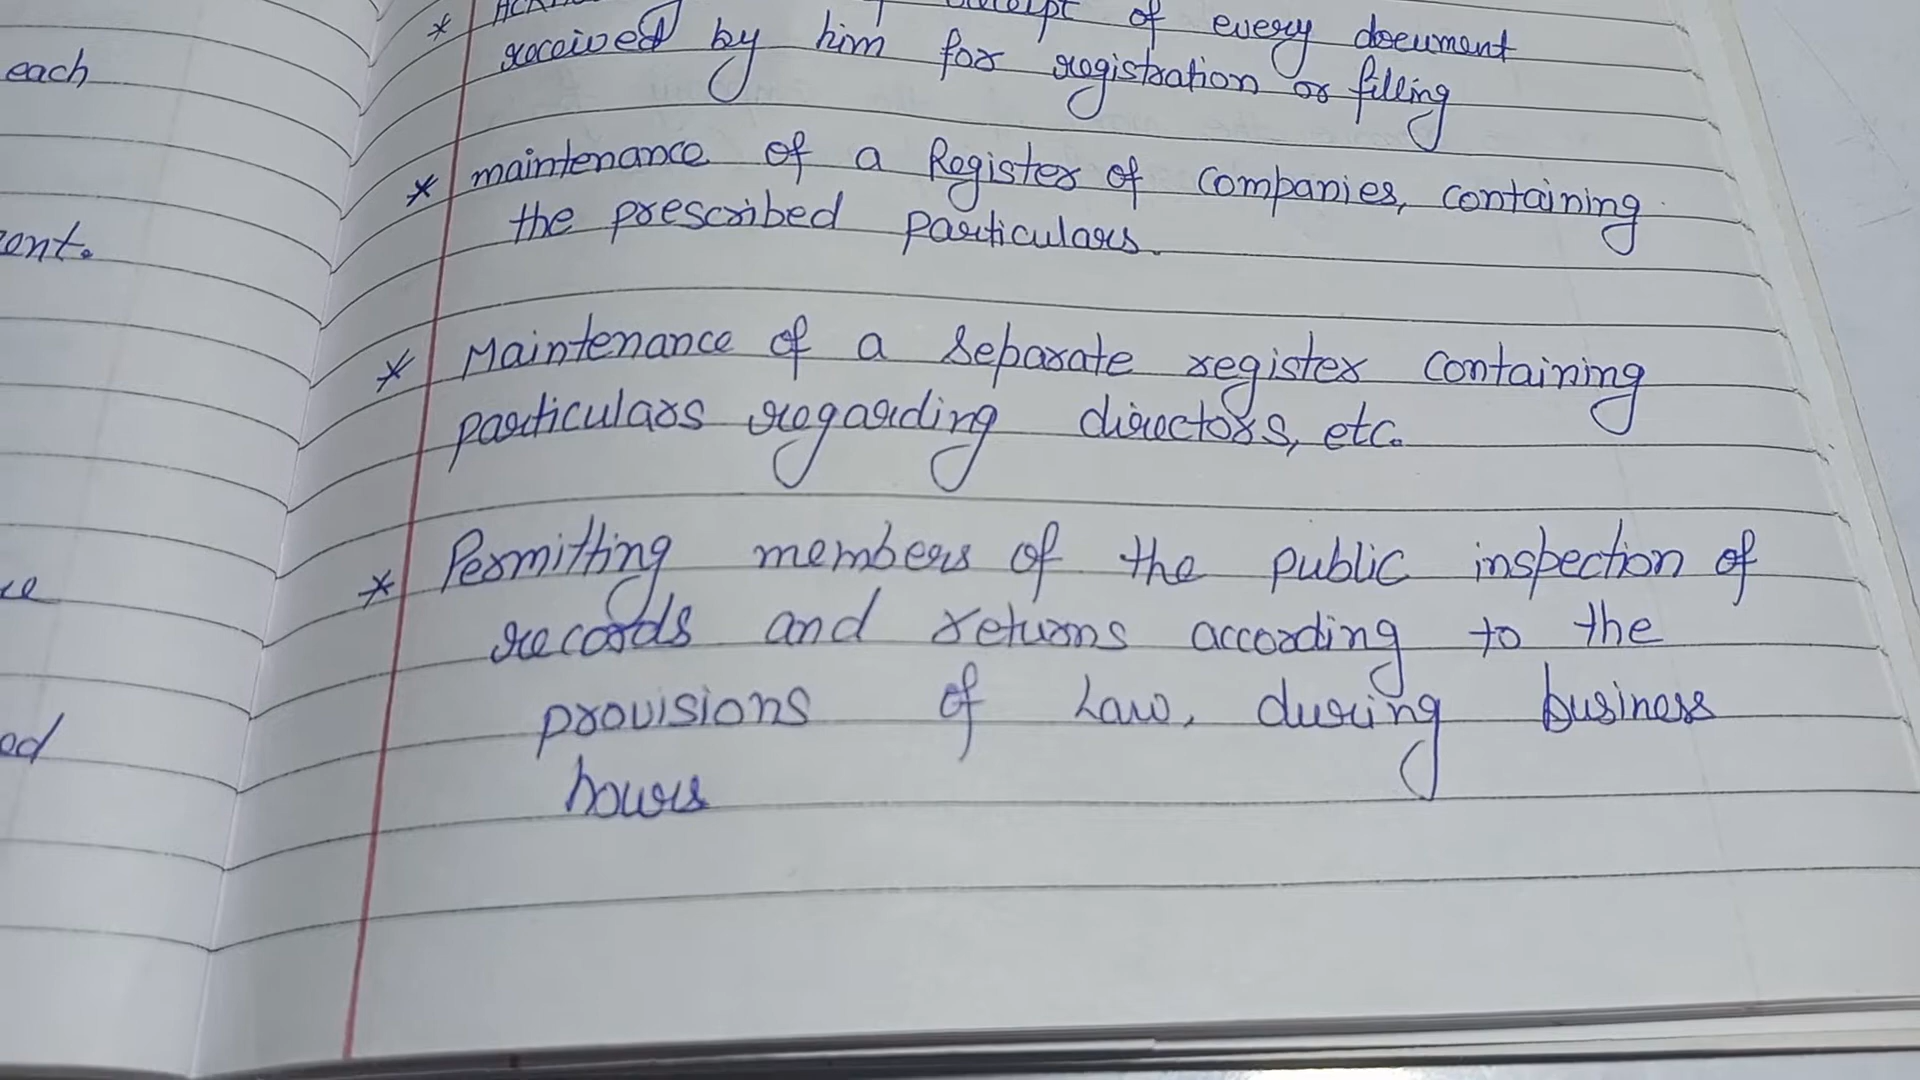 each
* receipt of every document
received by him for registration or filling
* maintenance of a Register of companies, containing
the prescribed particulars.
* Maintenance of a separate register containing
particulars regarding directors, etc.
* Permitting members of the public inspection of
records and returns according to the
provisions of Law, during business
hours